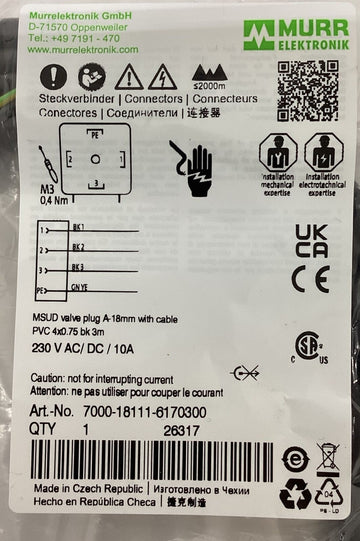 Murrelektronik GmbH
D-71570 Oppenweiler
Tel.: +49 7191 - 470
www.murrelektronik.com
MURR
ELEKTRONIK
≤2000m
Steckverbinder | Connectors | Connecteurs
Conectores | Соединители | 连接器
PE
2
1
3
M3
0,4 Nm
Installation mechanical expertise
Installation electrotechnical expertise
1 BK1
2 BK2
3 BK3
PE GNYE
UK
CA
CE
MSUD valve plug A-18mm with cable
PVC 4x0.75 bk 3m
230 V AC/ DC / 10A
C SA US
Caution: not for interrupting current
Attention: ne pas utiliser pour couper le courant
Art.-No. 7000-18111-6170300
QTY 1 26317
Made in Czech Republic | Изготовлено в Чехии
Hecho en República Checa | 捷克制造
e
04
PE - LD